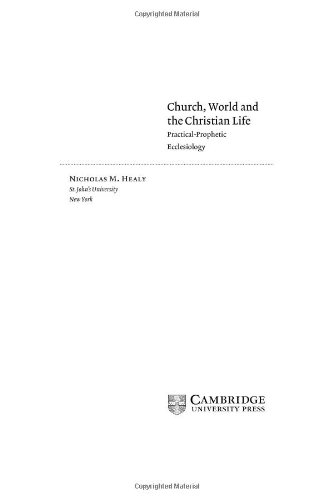 Copyrighted Material
Church, World and
the Christian Life
Practical-Prophetic
Ecclesiology
Nicholas M. Healy
St. John's University
New York
CAMBRIDGE
UNIVERSITY PRESS
Copyrighted Material